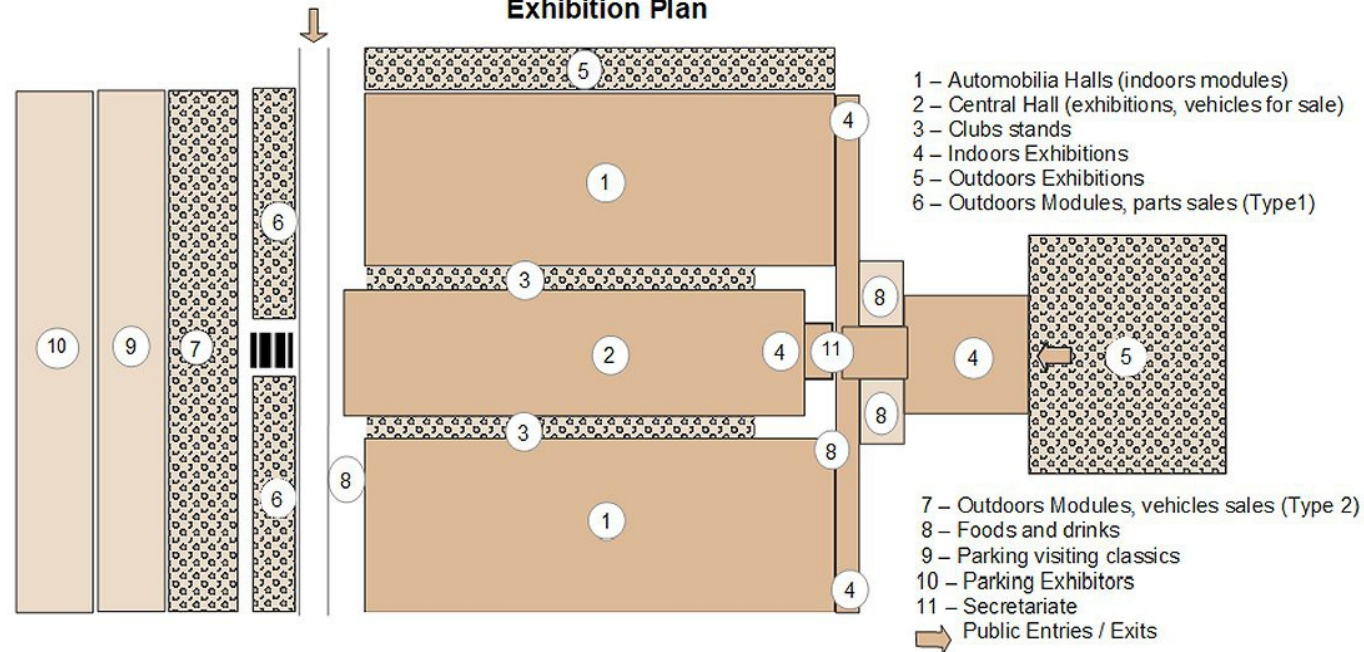 Exhibition Plan
5
1 – Automobilia Halls (indoors modules)
2 – Central Hall (exhibitions, vehicles for sale)
3 – Clubs stands
4 – Indoors Exhibitions
5 – Outdoors Exhibitions
6 – Outdoors Modules, parts sales (Type1)
4
1
6
3
8
10
9
7
2
4
11
4
5
8
3
8
8
6
1
4
7 – Outdoors Modules, vehicles sales (Type 2)
8 – Foods and drinks
9 – Parking visiting classics
10 – Parking Exhibitors
11 – Secretariate
Public Entries / Exits